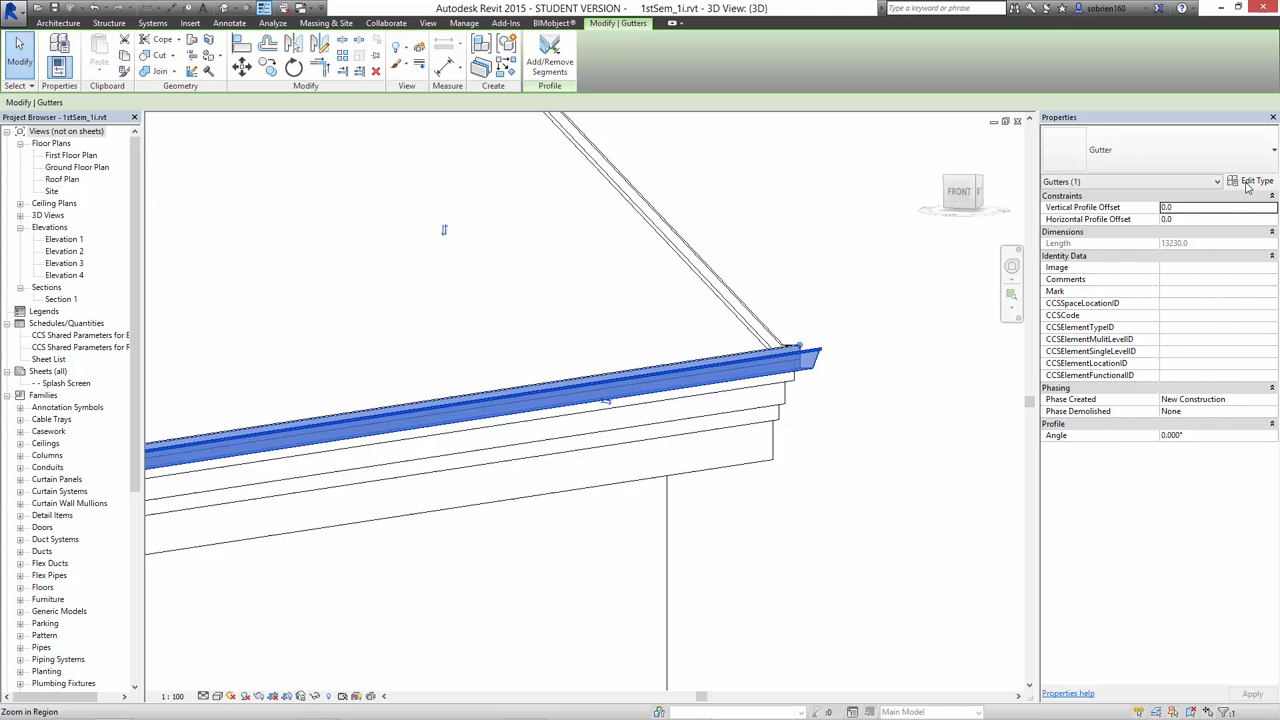 Autodesk Revit 2015 - STUDENT VERSION - 1stSem_1i.rvt - 3D View: {3D}
Type a keyword or phrase
sobrien160
Architecture Structure Systems Insert Annotate Analyze Massing & Site Collaborate View Manage Add-Ins BIMobject® Modify | Gutters
Modify
Paste
Cope
Cut
Join
Add/Remove Segments
Select Properties Clipboard Geometry Modify View Measure Create Profile
Modify | Gutters
Project Browser - 1stSem_1i.rvt
Views (not on sheets)
Floor Plans
First Floor Plan
Ground Floor Plan
Roof Plan
Site
Ceiling Plans
3D Views
Elevations
Elevation 1
Elevation 2
Elevation 3
Elevation 4
Sections
Section 1
Legends
Schedules/Quantities
CCS Shared Parameters for E
CCS Shared Parameters for F
Sheet List
Sheets (all)
- - Splash Screen
Families
Annotation Symbols
Cable Trays
Casework
Ceilings
Columns
Conduits
Curtain Panels
Curtain Systems
Curtain Wall Mullions
Detail Items
Doors
Duct Systems
Ducts
Flex Ducts
Flex Pipes
Floors
Furniture
Generic Models
Parking
Pattern
Pipes
Piping Systems
Planting
Plumbing Fixtures
FRONT
1 : 100
Properties
Gutter
Gutters (1)
Edit Type
Constraints
Vertical Profile Offset 0.0
Horizontal Profile Offset 0.0
Dimensions
Length 13230.0
Identity Data
Image
Comments
Mark
CCSSpaceLocationID
CCSCode
CCSElementTypeID
CCSElementMulitLevelID
CCSElementSingleLevelID
CCSElementLocationID
CCSElementFunctionalID
Phasing
Phase Created New Construction
Phase Demolished None
Profile
Angle 0.000°
Properties help
Apply
Zoom in Region
:0
Main Model
:1